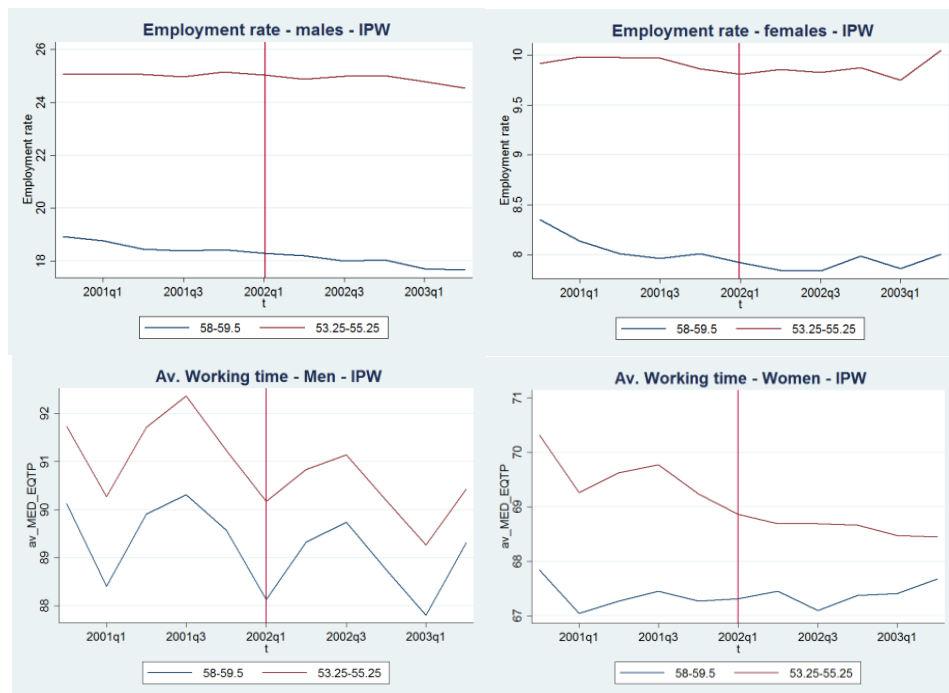 Employment rate - males - IPW
Employment rate
26
24
22
20
18
2001q1 2001q3 2002q1 2002q3 2003q1
t
58-59.5 53.25-55.25
Employment rate - females - IPW
Employment rate
10
9.5
9
8.5
8
2001q1 2001q3 2002q1 2002q3 2003q1
t
58-59.5 53.25-55.25
Av. Working time - Men - IPW
av_MED_EQTP
92
91
90
89
88
2001q1 2001q3 2002q1 2002q3 2003q1
t
58-59.5 53.25-55.25
Av. Working time - Women - IPW
av_MED_EQTP
71
70
69
68
67
2001q1 2001q3 2002q1 2002q3 2003q1
t
58-59.5 53.25-55.25